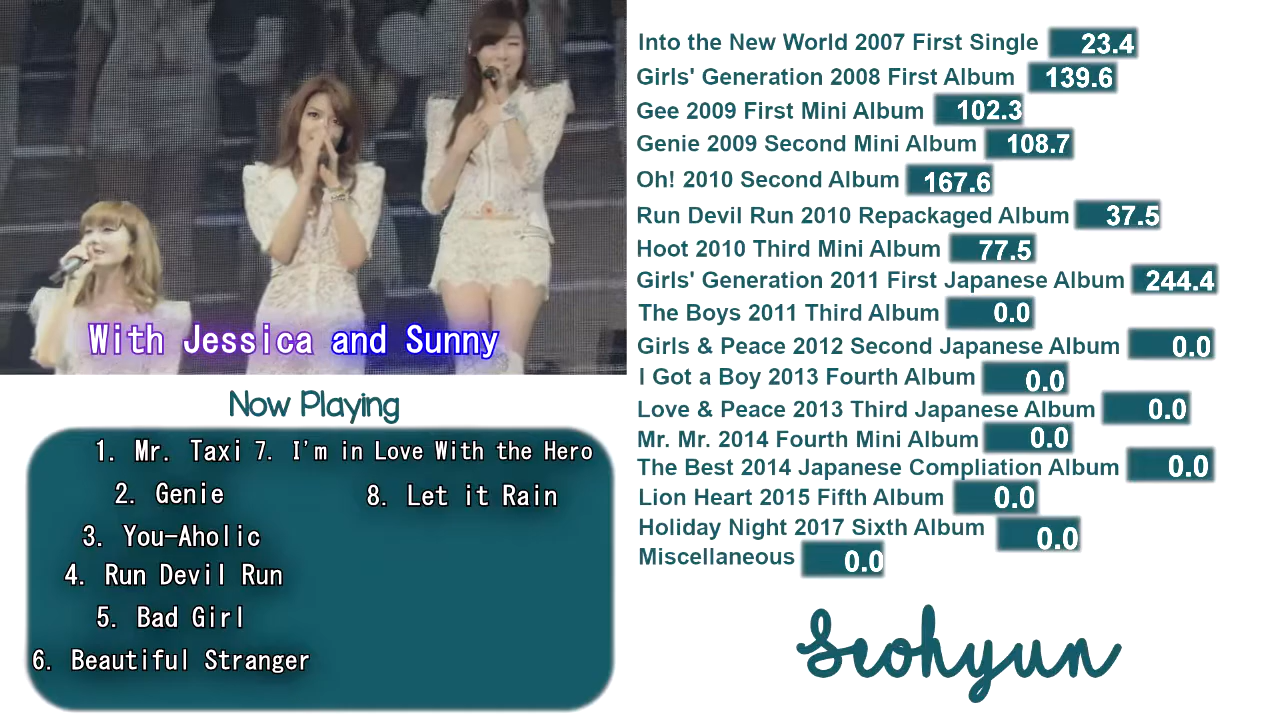 With Jessica and Sunny
Now Playing
1. Mr. Taxi
2. Genie
3. You-Aholic
4. Run Devil Run
5. Bad Girl
6. Beautiful Stranger
7. I'm in Love With the Hero
8. Let it Rain
Into the New World 2007 First Single 23.4
Girls' Generation 2008 First Album 139.6
Gee 2009 First Mini Album 102.3
Genie 2009 Second Mini Album 108.7
Oh! 2010 Second Album 167.6
Run Devil Run 2010 Repackaged Album 37.5
Hoot 2010 Third Mini Album 77.5
Girls' Generation 2011 First Japanese Album 244.4
The Boys 2011 Third Album 0.0
Girls & Peace 2012 Second Japanese Album 0.0
I Got a Boy 2013 Fourth Album 0.0
Love & Peace 2013 Third Japanese Album 0.0
Mr. Mr. 2014 Fourth Mini Album 0.0
The Best 2014 Japanese Compliation Album 0.0
Lion Heart 2015 Fifth Album 0.0
Holiday Night 2017 Sixth Album 0.0
Miscellaneous 0.0
Seohyun